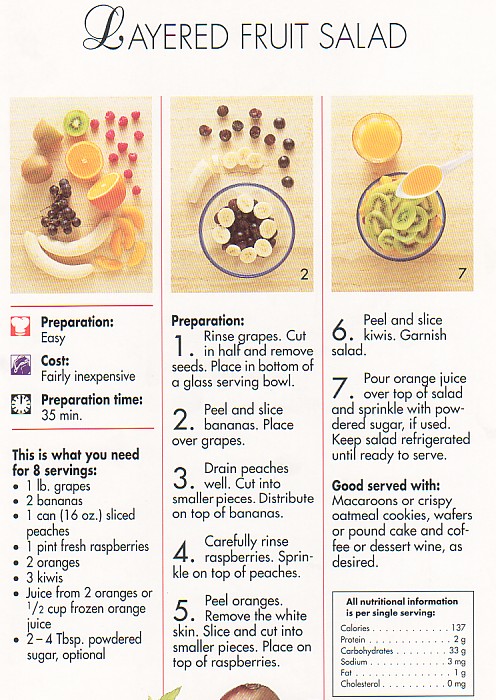 LAYERED FRUIT SALAD
2
7
Preparation:
Easy
Cost:
Fairly inexpensive
Preparation time:
35 min.
This is what you need
for 8 servings:
• 1 lb. grapes
• 2 bananas
• 1 can (16 oz.) sliced
peaches
• 1 pint fresh raspberries
• 2 oranges
• 3 kiwis
• Juice from 2 oranges or
1/2 cup frozen orange
juice
• 2–4 Tbsp. powdered
sugar, optional
Preparation:
1. Rinse grapes. Cut
in half and remove
seeds. Place in bottom of
a glass serving bowl.
2. Peel and slice
bananas. Place
over grapes.
3. Drain peaches
well. Cut into
smaller pieces. Distribute
on top of bananas.
4. Carefully rinse
raspberries. Sprin-
kle on top of peaches.
5. Peel oranges.
Remove the white
skin. Slice and cut into
smaller pieces. Place on
top of raspberries.
6. Peel and slice
kiwis. Garnish
salad.
7. Pour orange juice
over top of salad
and sprinkle with pow-
dered sugar, if used.
Keep salad refrigerated
until ready to serve.
Good served with:
Macaroons or crispy
oatmeal cookies, wafers
or pound cake and cof-
fee or dessert wine, as
desired.
All nutritional information
is per single serving:
Calories . . . . . . . . . . . . 137
Protein . . . . . . . . . . . . 2 g
Carbohydrates . . . . . . . . 33 g
Sodium . . . . . . . . . . . . 3 mg
Fat . . . . . . . . . . . . . . 1 g
Cholesterol . . . . . . . . . . 0 mg